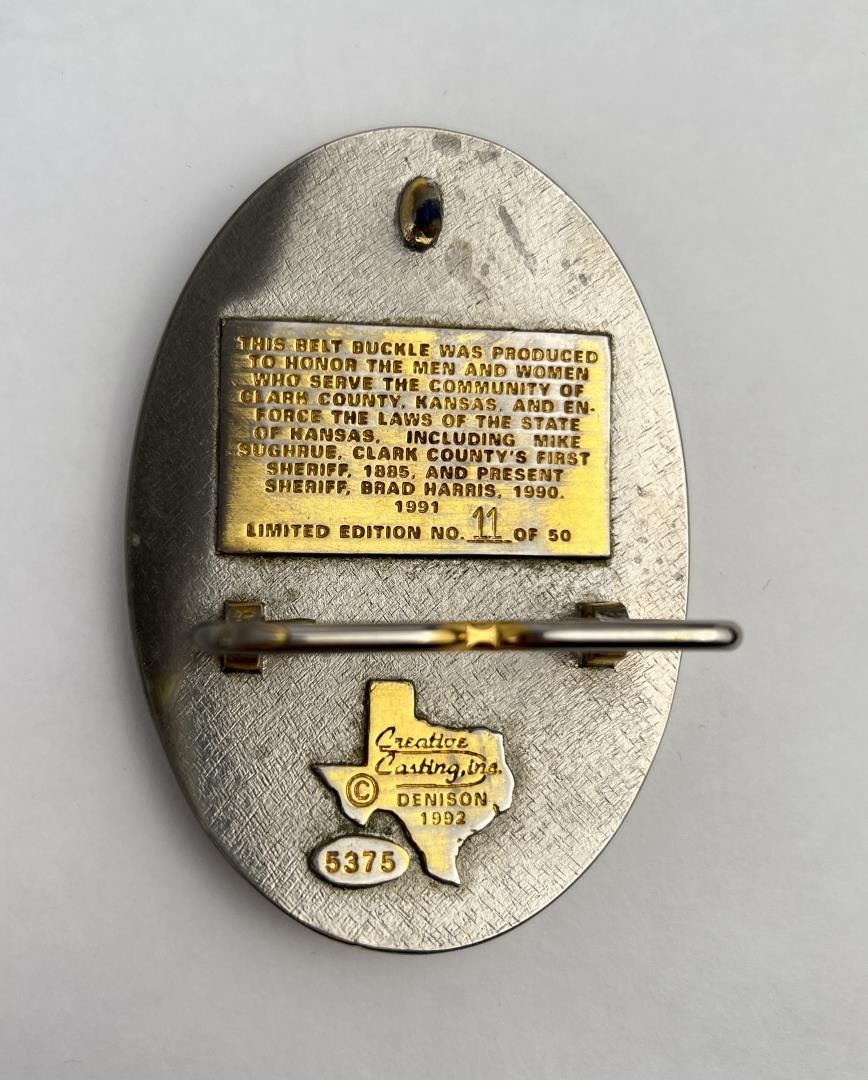 THIS BELT BUCKLE WAS PRODUCED
TO HONOR THE MEN AND WOMEN
WHO SERVE THE COMMUNITY OF
CLARK COUNTY, KANSAS, AND EN-
FORCE THE LAWS OF THE STATE
OF KANSAS, INCLUDING MIKE
SUGHRUE, CLARK COUNTY'S FIRST
SHERIFF, 1885, AND PRESENT
SHERIFF, BRAD HARRIS, 1990.
1991
LIMITED EDITION NO. 11 OF 50
Creative
Casting, Inc.
© DENISON
1992
5375